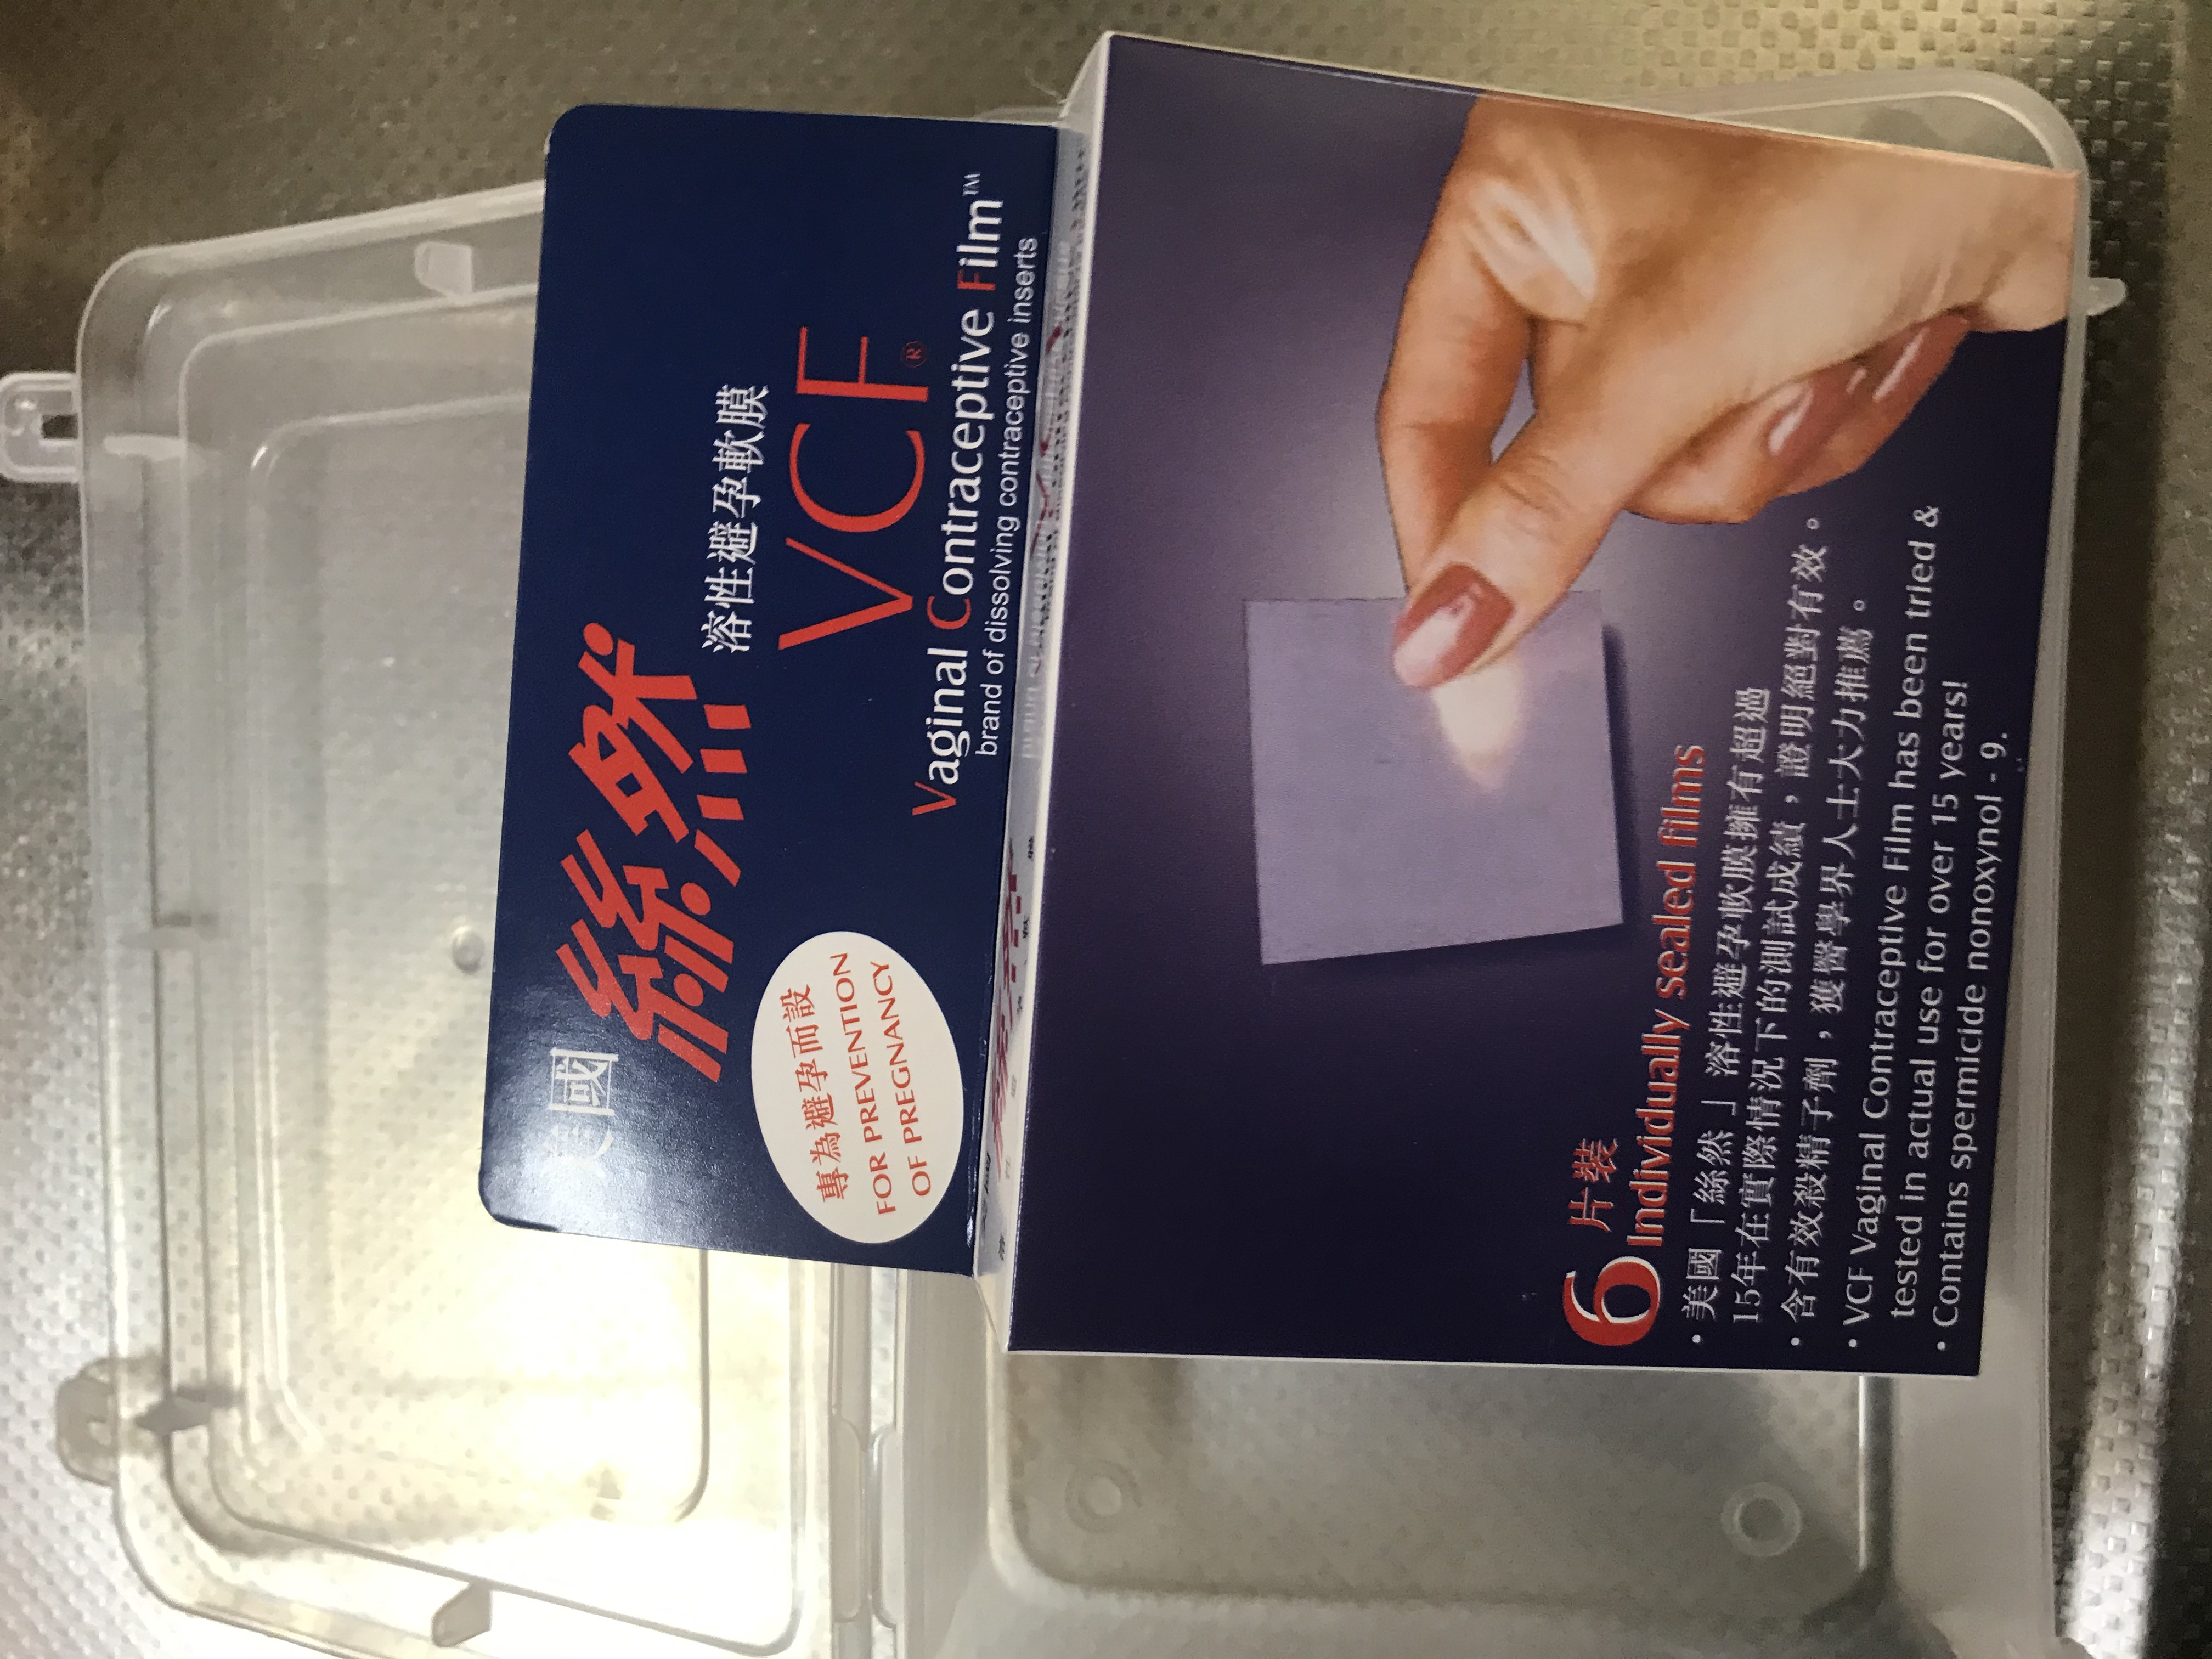 美國
絲然
溶性避孕軟膜
VCF®
Vaginal Contraceptive Film™
brand of dissolving contraceptive inserts
專為避孕而設
FOR PREVENTION
OF PREGNANCY
6 片裝
Individually sealed films
• 美國「絲然」溶性避孕軟膜擁有超過
15年在實際情況下的測試成績，證明絕對有效。
• 含有效殺精子劑，獲醫學界人士大力推薦。
• VCF Vaginal Contraceptive Film has been tried &
tested in actual use for over 15 years!
• Contains spermicide nonoxynol - 9.